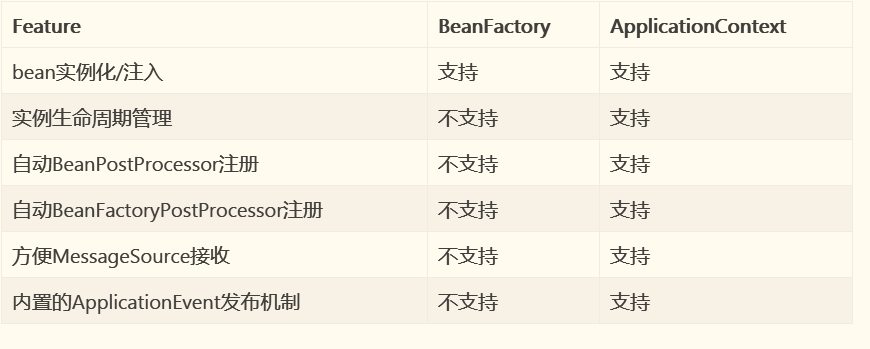 Feature BeanFactory ApplicationContext
bean实例化/注入 支持 支持
实例生命周期管理 不支持 支持
自动BeanPostProcessor注册 不支持 支持
自动BeanFactoryPostProcessor注册 不支持 支持
方便MessageSource接收 不支持 支持
内置的ApplicationEvent发布机制 不支持 支持